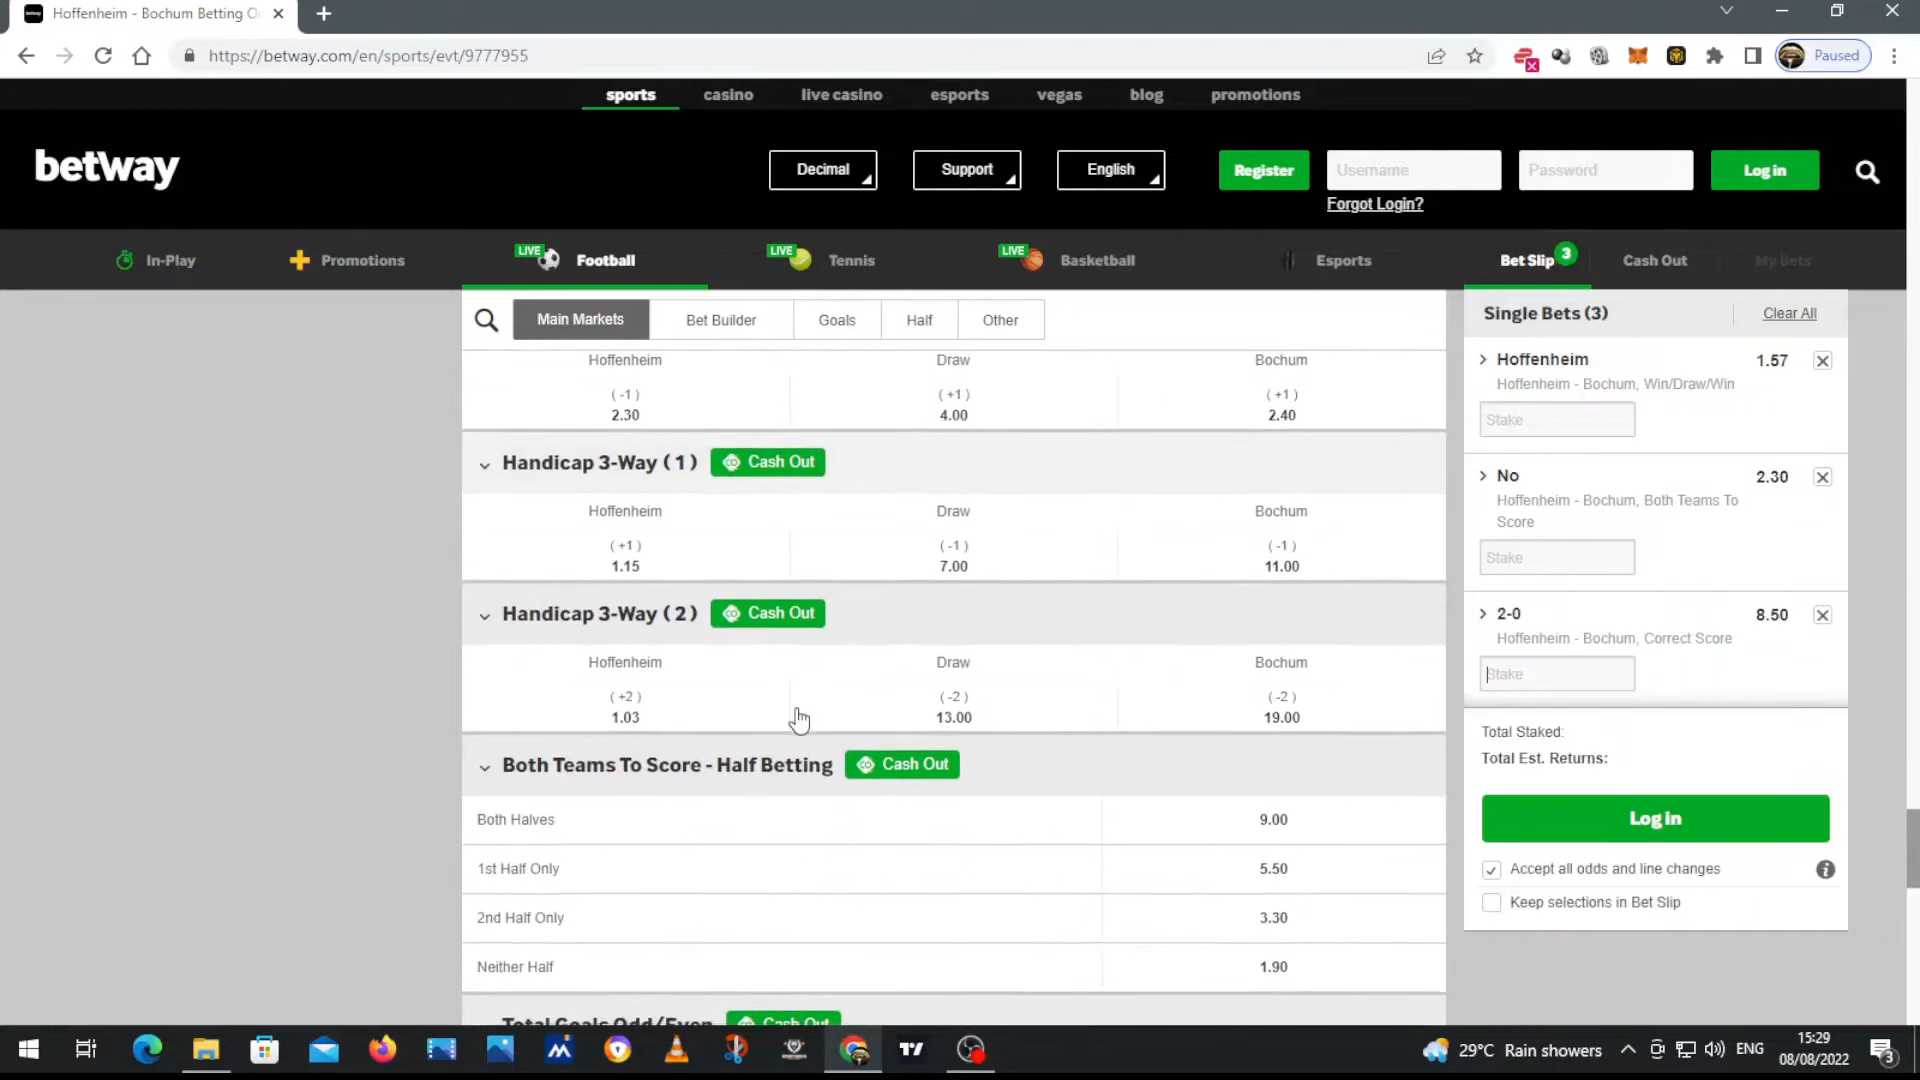 Hoffenheim - Bochum Betting O
https://betway.com/en/sports/evt/9777955
Paused
sports casino live casino esports vegas blog promotions
betway
Decimal Support English Register Username Password Log in
Forgot Login?
In-Play Promotions LIVE Football LIVE Tennis LIVE Basketball Esports Bet Slip 3 Cash Out My Bets
Main Markets Bet Builder Goals Half Other
Hoffenheim Draw Bochum
( -1 ) ( +1 ) ( +1 )
2.30 4.00 2.40
Handicap 3-Way ( 1 ) Cash Out
Hoffenheim Draw Bochum
( +1 ) ( -1 ) ( -1 )
1.15 7.00 11.00
Handicap 3-Way ( 2 ) Cash Out
Hoffenheim Draw Bochum
( +2 ) ( -2 ) ( -2 )
1.03 13.00 19.00
Both Teams To Score - Half Betting Cash Out
Both Halves 9.00
1st Half Only 5.50
2nd Half Only 3.30
Neither Half 1.90
Total Goals Odd/Even Cash Out
Single Bets (3) Clear All
Hoffenheim 1.57
Hoffenheim - Bochum, Win/Draw/Win
Stake
No 2.30
Hoffenheim - Bochum, Both Teams To
Score
Stake
2-0 8.50
Hoffenheim - Bochum, Correct Score
Stake
Total Staked:
Total Est. Returns:
Log in
Accept all odds and line changes
Keep selections in Bet Slip
29°C Rain showers ENG
15:29
08/08/2022
3